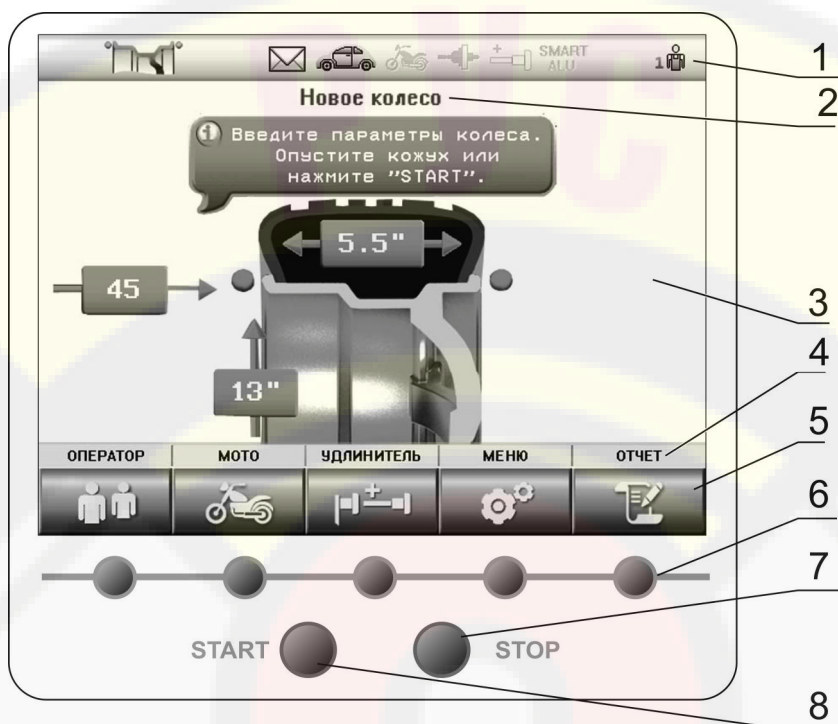 SMART
ALU
1
1
Новое колесо
2
Введите параметры колеса.
Опустите кожух или
нажмите "START".
5.5"
45
3
13"
4
ОПЕРАТОР МОТО УДЛИНИТЕЛЬ МЕНЮ ОТЧЕТ
5
6
7
START STOP
8